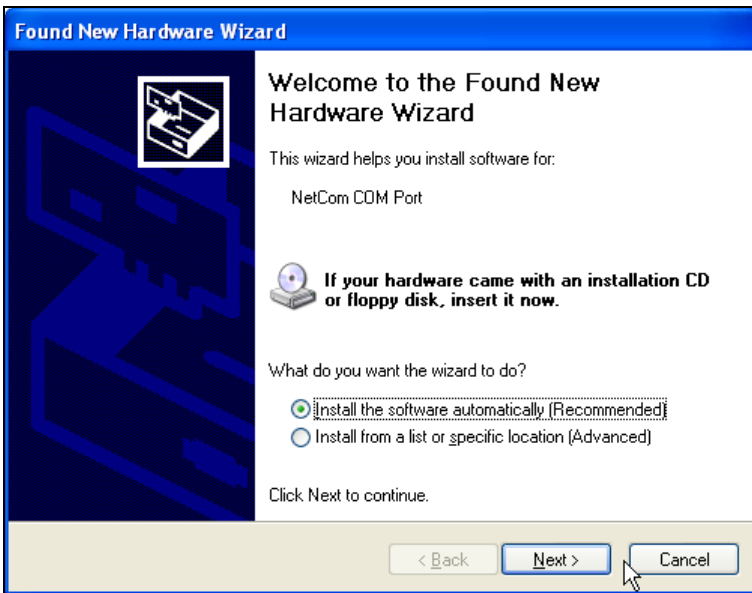 Found New Hardware Wizard
Welcome to the Found New
Hardware Wizard
This wizard helps you install software for:
NetCom COM Port
If your hardware came with an installation CD
or floppy disk, insert it now.
What do you want the wizard to do?
Install the software automatically (Recommended)
Install from a list or specific location (Advanced)
Click Next to continue.
< Back Next > Cancel